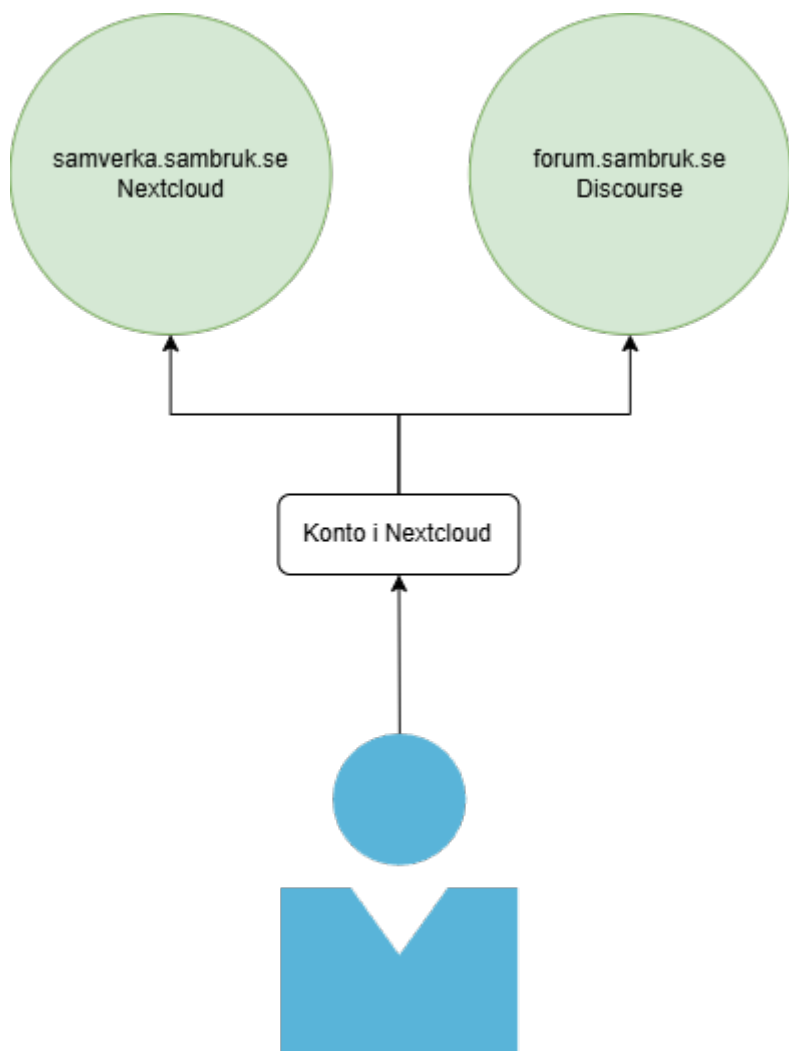 samverka.sambruk.se
Nextcloud
forum.sambruk.se
Discourse
Konto i Nextcloud